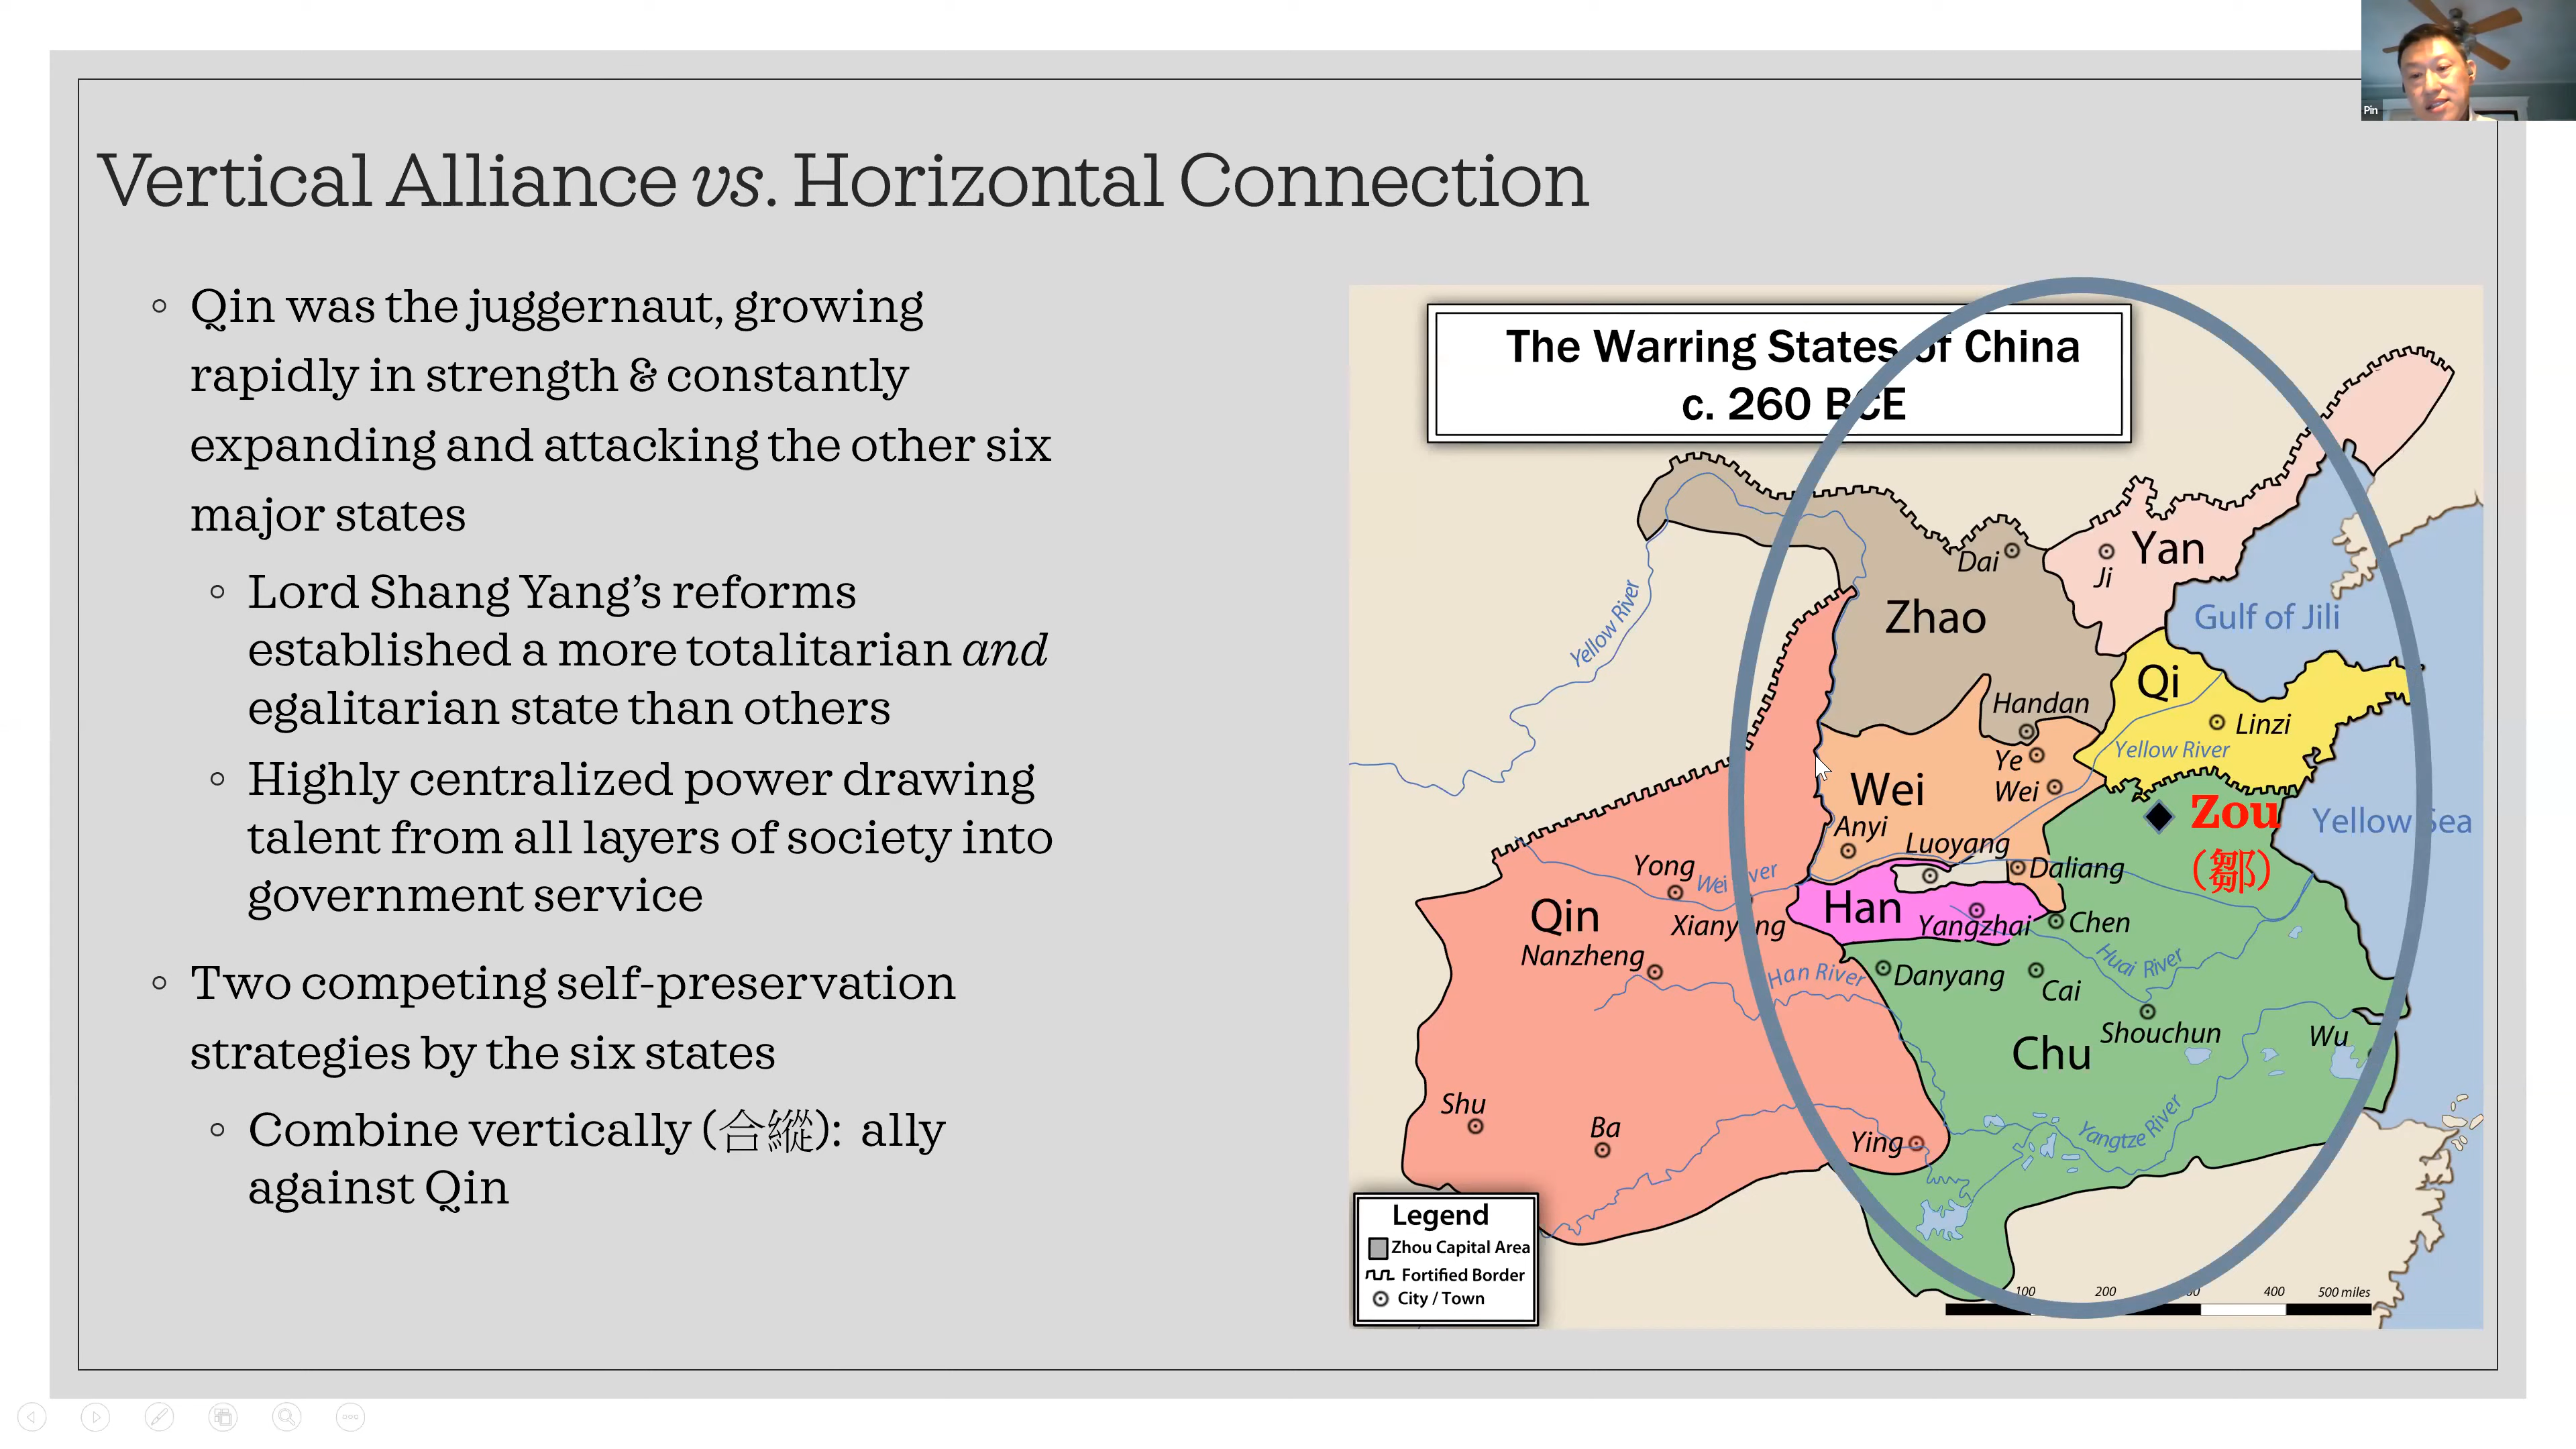 Pin
Vertical Alliance vs. Horizontal Connection
◦ Qin was the juggernaut, growing
rapidly in strength & constantly
expanding and attacking the other six
major states
◦ Lord Shang Yang’s reforms
established a more totalitarian and
egalitarian state than others
◦ Highly centralized power drawing
talent from all layers of society into
government service
◦ Two competing self-preservation
strategies by the six states
◦ Combine vertically (合縱): ally
against Qin
The Warring States of China
c. 260 BCE
Yan
Dai
Ji
Zhao
Gulf of Jili
Yellow River
Qi
Handan
Linzi
Yellow River
Ye
Wei
Wei
Zou
(鄒)
Yellow Sea
Anyi
Luoyang
Daliang
Yong
Wei River
Qin
Han
Xianyang
Yangzhai
Chen
Nanzheng
Han River
Danyang
Huai River
Cai
Shouchun
Wu
Chu
Shu
Ba
Ying
Yangtze River
Legend
Zhou Capital Area
Fortified Border
City / Town
100
200
400
500 miles